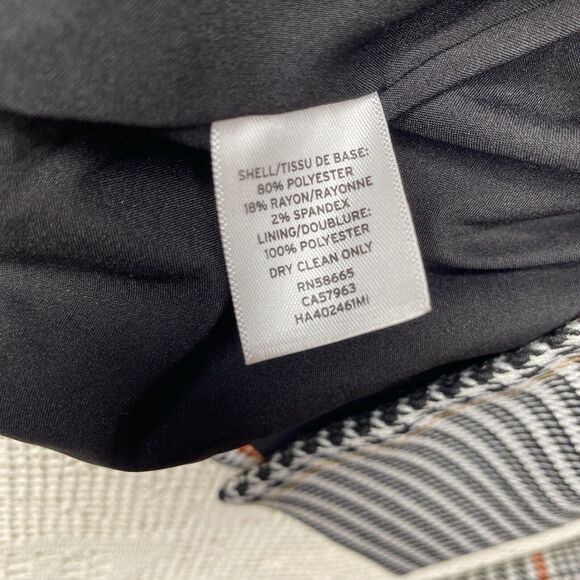 SHELL/TISSU DE BASE:
80% POLYESTER
18% RAYON/RAYONNE
2% SPANDEX
LINING/DOUBLURE:
100% POLYESTER
DRY CLEAN ONLY
RN58665
CA57963
HA402461MI